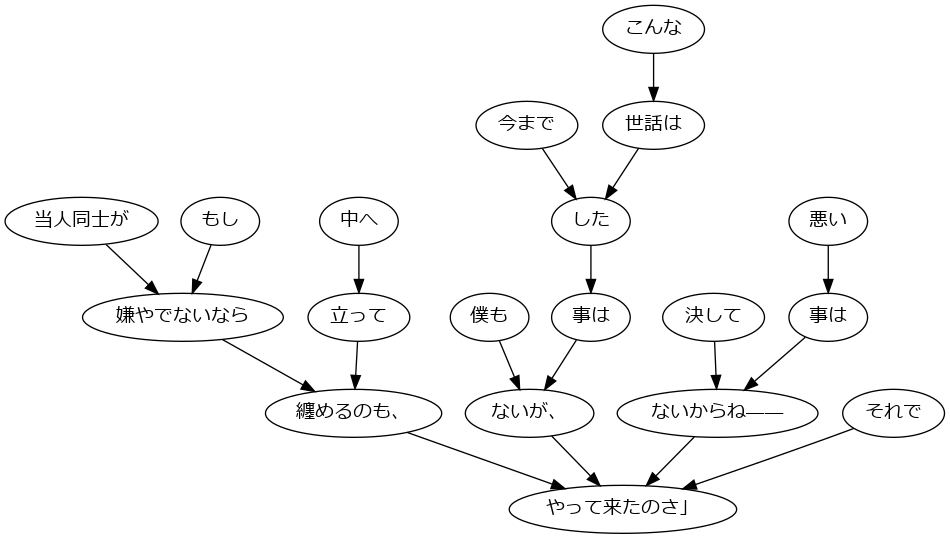 こんな
今まで
世話は
当人同士が
もし
中へ
した
悪い
嫌やでないなら
立って
僕も
事は
決して
事は
纏めるのも、
ないが、
ないからね――
それで
やって来たのさ」